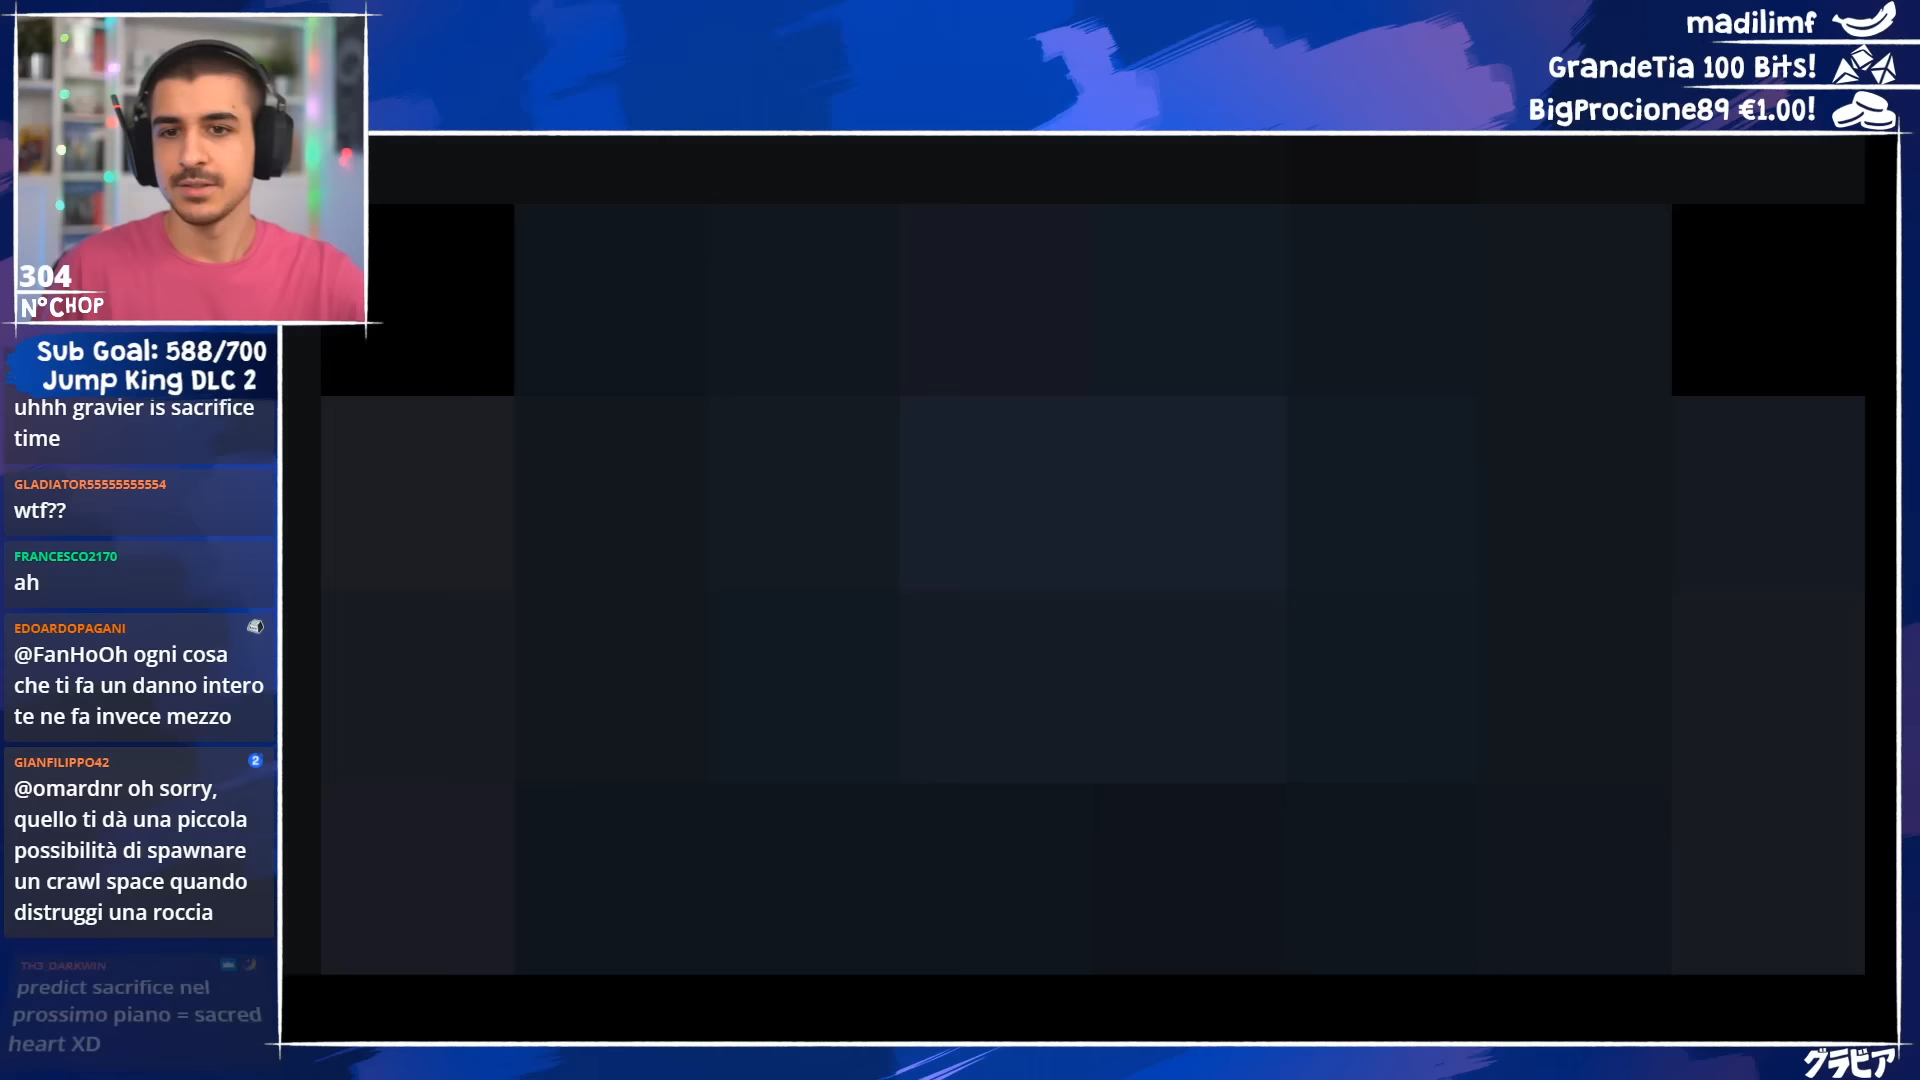 madilimf
GrandeTia 100 Bits!
BigProcione89 €1.00!
304
N°CHOP
Sub Goal: 588/700
Jump King DLC 2
uhhh gravier is sacrifice
time
GLADIATOR55555555554
wtf??
FRANCESCO2170
ah
EDOARDOPAGANI
@FanHoOh ogni cosa
che ti fa un danno intero
te ne fa invece mezzo
GIANFILIPPO42
2
@omardnr oh sorry,
quello ti dà una piccola
possibilità di spawnare
un crawl space quando
distruggi una roccia
TH3_DARKWIN
predict sacrifice nel
prossimo piano = sacred
heart XD
グラビア